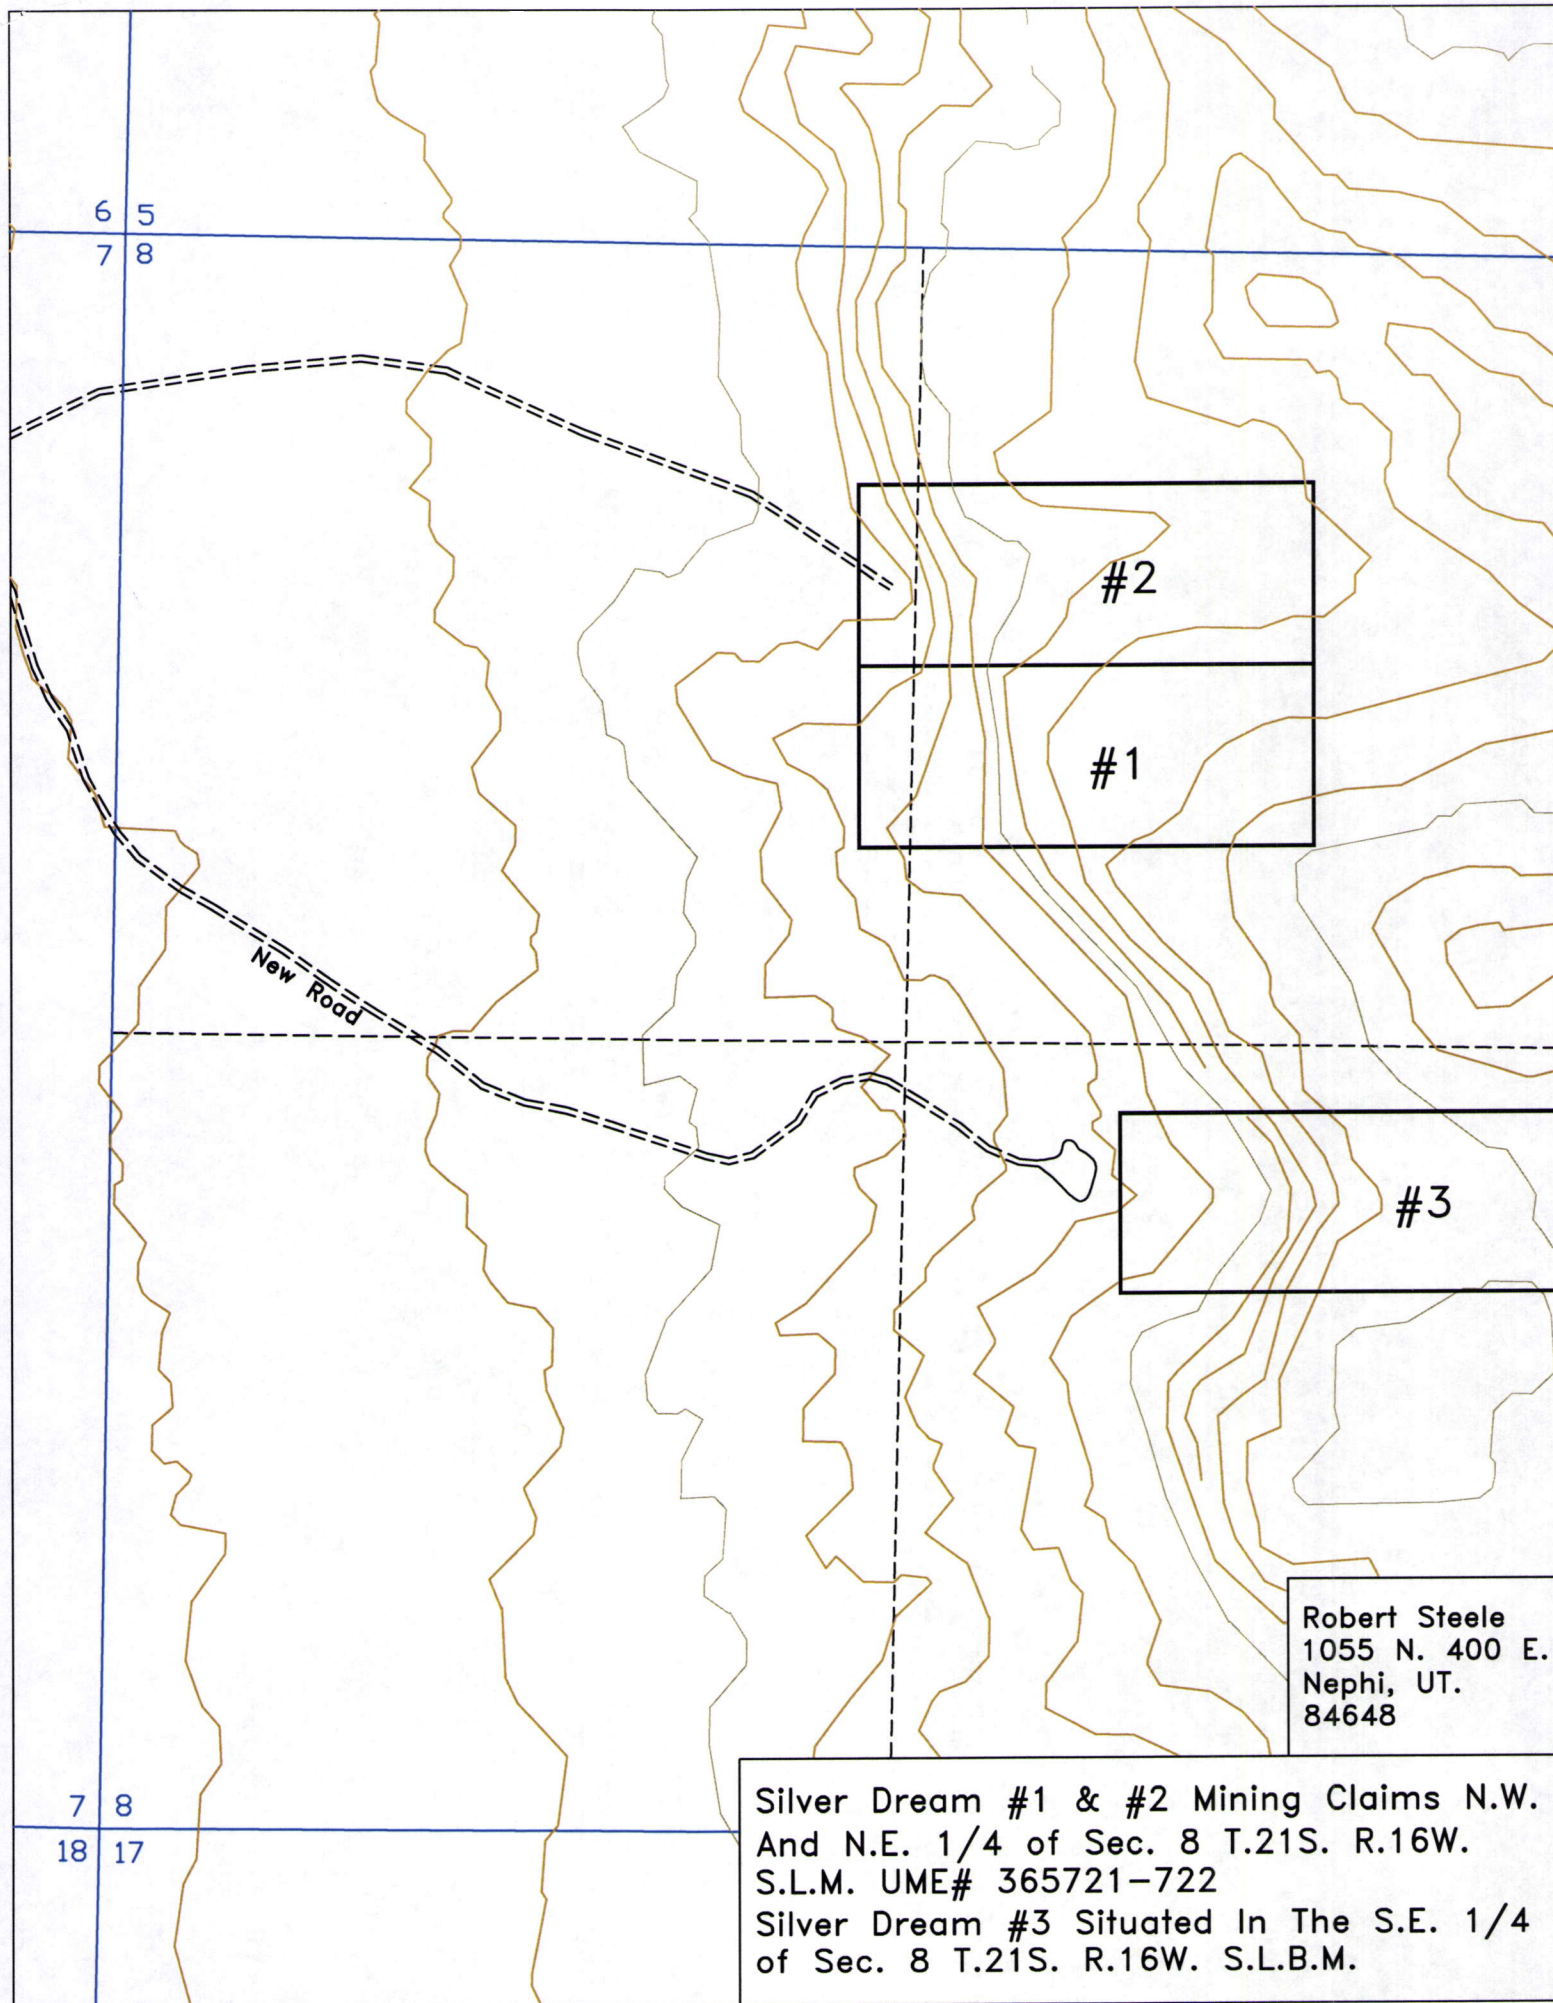 6 5
7 8
#2
#1
New Road
#3
Robert Steele
1055 N. 400 E.
Nephi, UT.
84648
7 8
18 17
Silver Dream #1 & #2 Mining Claims N.W.
And N.E. 1/4 of Sec. 8 T.21S. R.16W.
S.L.M. UME# 365721-722
Silver Dream #3 Situated In The S.E. 1/4
of Sec. 8 T.21S. R.16W. S.L.B.M.